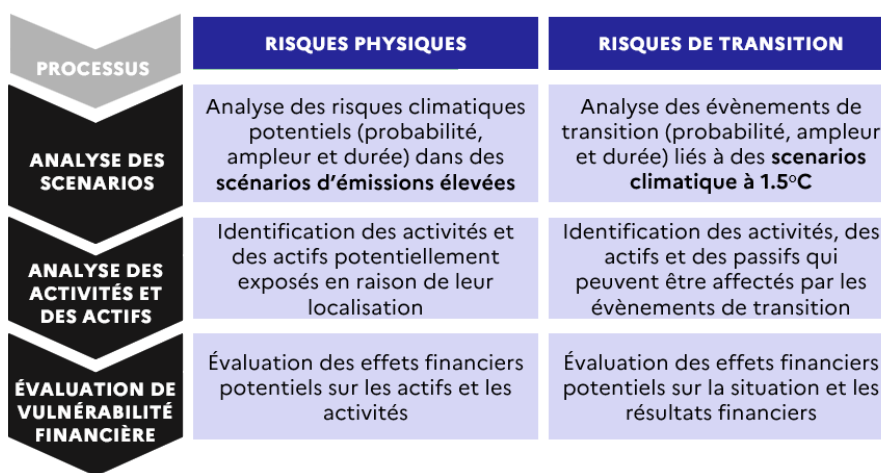 PROCESSUS
RISQUES PHYSIQUES
RISQUES DE TRANSITION
ANALYSE DES
SCENARIOS
Analyse des risques climatiques
potentiels (probabilité,
ampleur et durée) dans des
scénarios d'émissions élevées
Analyse des évènements de
transition (probabilité, ampleur
et durée) liés à des scenarios
climatique à 1.5°C
ANALYSE DES
ACTIVITÉS ET
DES ACTIFS
Identification des activités et
des actifs potentiellement
exposés en raison de leur
localisation
Identification des activités, des
actifs et des passifs qui
peuvent être affectés par les
évènements de transition
ÉVALUATION DE
VULNÉRABILITÉ
FINANCIÈRE
Évaluation des effets financiers
potentiels sur les actifs et les
activités
Évaluation des effets financiers
potentiels sur la situation et les
résultats financiers